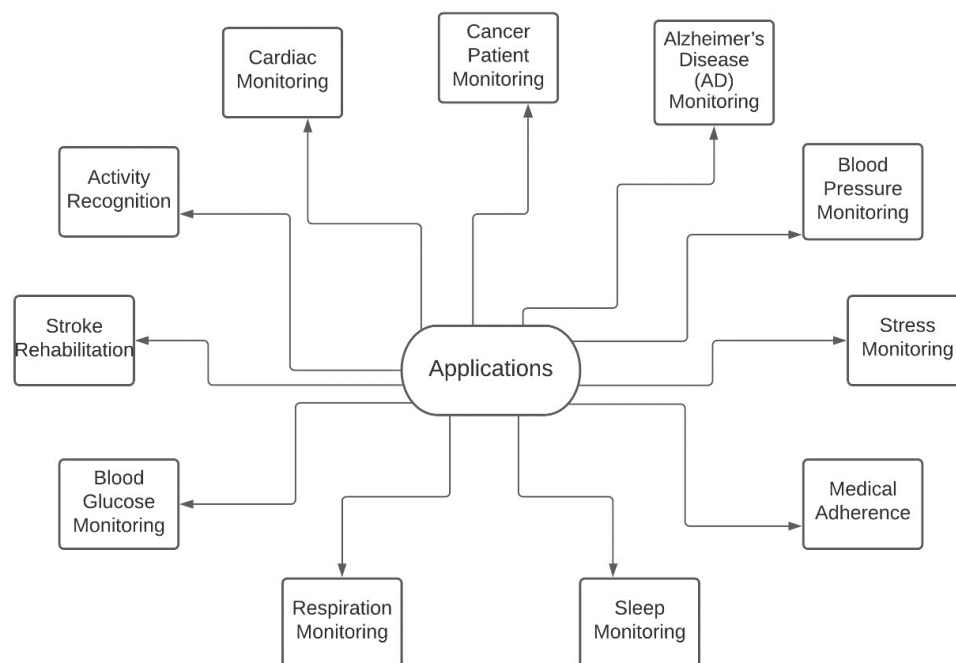 Cardiac
Monitoring
Cancer
Patient
Monitoring
Alzheimer's
Disease
(AD)
Monitoring
Activity
Recognition
Blood
Pressure
Monitoring
Stroke
Rehabilitation
Applications
Stress
Monitoring
Blood
Glucose
Monitoring
Medical
Adherence
Respiration
Monitoring
Sleep
Monitoring